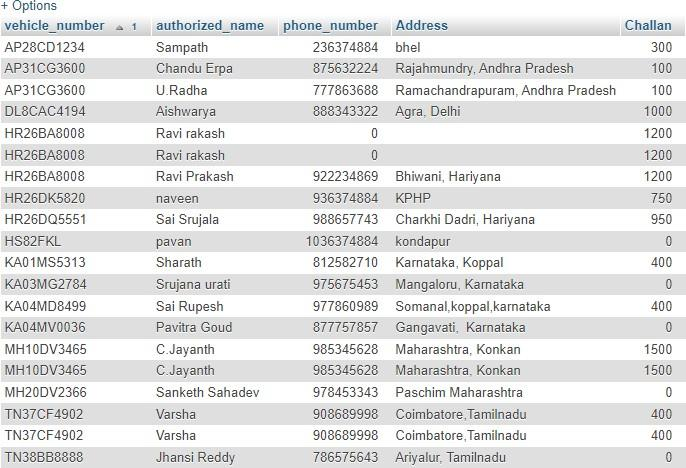 + Options
vehicle_number 1 authorized_name phone_number Address Challan
AP28CD1234 Sampath 236374884 bhel 300
AP31CG3600 Chandu Erpa 875632224 Rajahmundry, Andhra Pradesh 100
AP31CG3600 U.Radha 777863688 Ramachandrapuram, Andhra Pradesh 100
DL8CAC4194 Aishwarya 888343322 Agra, Delhi 1000
HR26BA8008 Ravi rakash 0 1200
HR26BA8008 Ravi rakash 0 1200
HR26BA8008 Ravi Prakash 922234869 Bhiwani, Hariyana 1200
HR26DK5820 naveen 936374884 KPHP 750
HR26DQ5551 Sai Srujala 988657743 Charkhi Dadri, Hariyana 950
HS82FKL pavan 1036374884 kondapur 0
KA01MS5313 Sharath 812582710 Karnataka, Koppal 400
KA03MG2784 Srujana urati 975675453 Mangaloru, Karnataka 0
KA04MD8499 Sai Rupesh 977860989 Somanal,koppal,karnataka 400
KA04MV0036 Pavitra Goud 877757857 Gangavati, Karnataka 0
MH10DV3465 C.Jayanth 985345628 Maharashtra, Konkan 1500
MH10DV3465 C.Jayanth 985345628 Maharashtra, Konkan 1500
MH20DV2366 Sanketh Sahadev 978453343 Paschim Maharashtra 0
TN37CF4902 Varsha 908689998 Coimbatore,Tamilnadu 400
TN37CF4902 Varsha 908689998 Coimbatore,Tamilnadu 400
TN38BB8888 Jhansi Reddy 786575643 Ariyalur, Tamilnadu 0